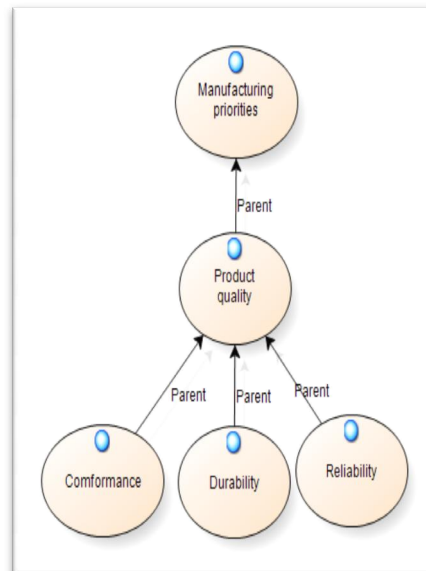 Manufacturing
priorities
Parent
Product
quality
Parent
Parent
Parent
Comformance
Durability
Reliability